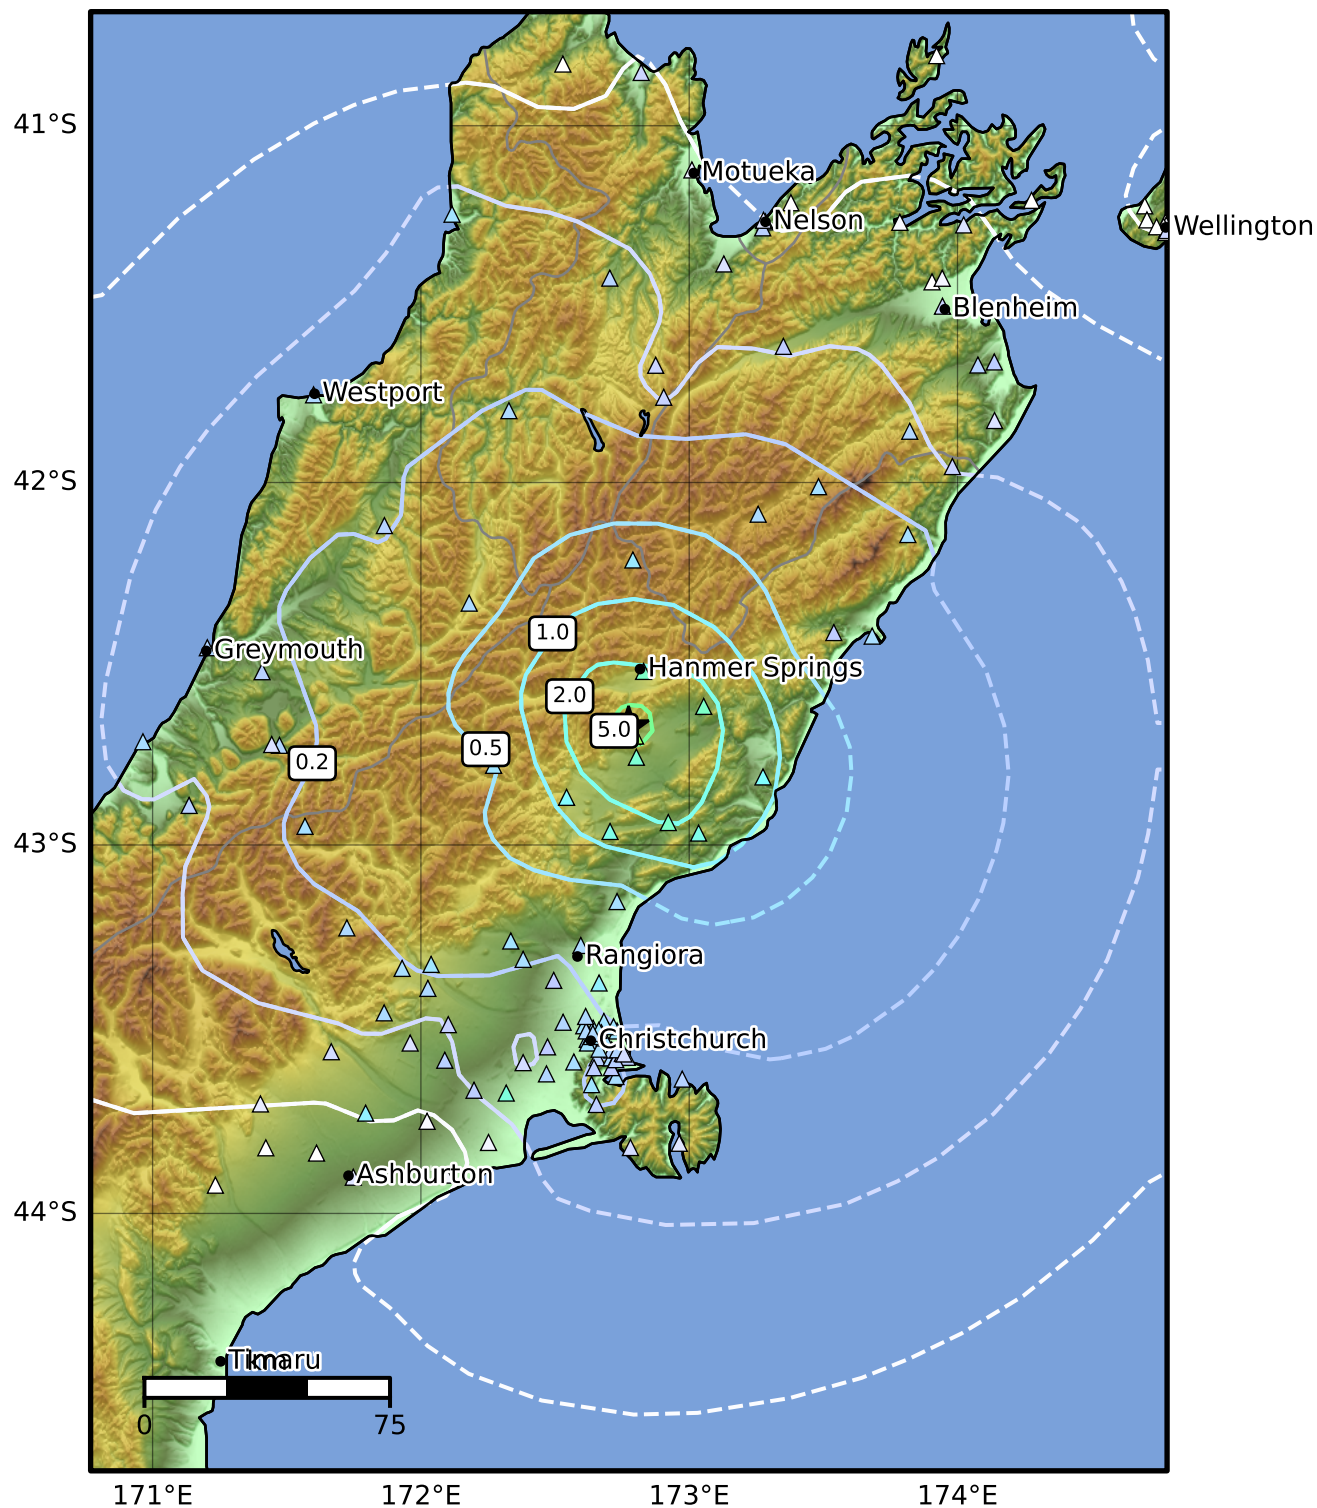 41°S
Motueka
Nelson
Wellington
Blenheim
Westport
42°S
1.0
Greymouth
Hanmer Springs
2.0
5.0
0.5
0.2
43°S
Rangiora
Christchurch
Ashburton
44°S
Timaru
km
0
75
171°E
172°E
173°E
174°E